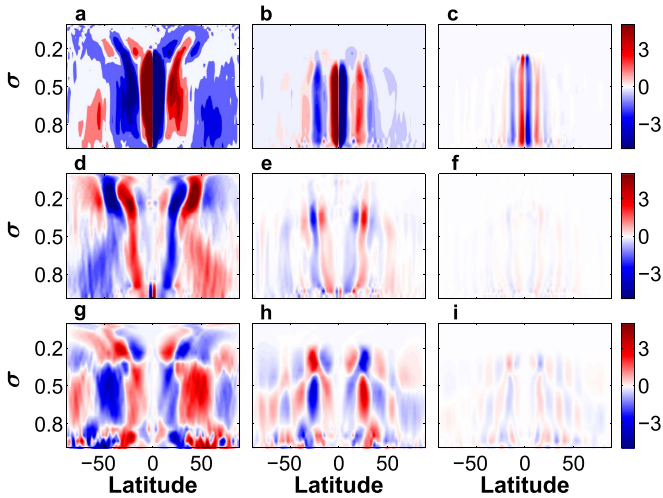 a b c
σ 0.2 0.5 0.8 3 0 −3
d e f
σ 0.2 0.5 0.8 3 0 −3
g h i
σ 0.2 0.5 0.8 3 0 −3
−50 0 50 −50 0 50 −50 0 50
Latitude Latitude Latitude